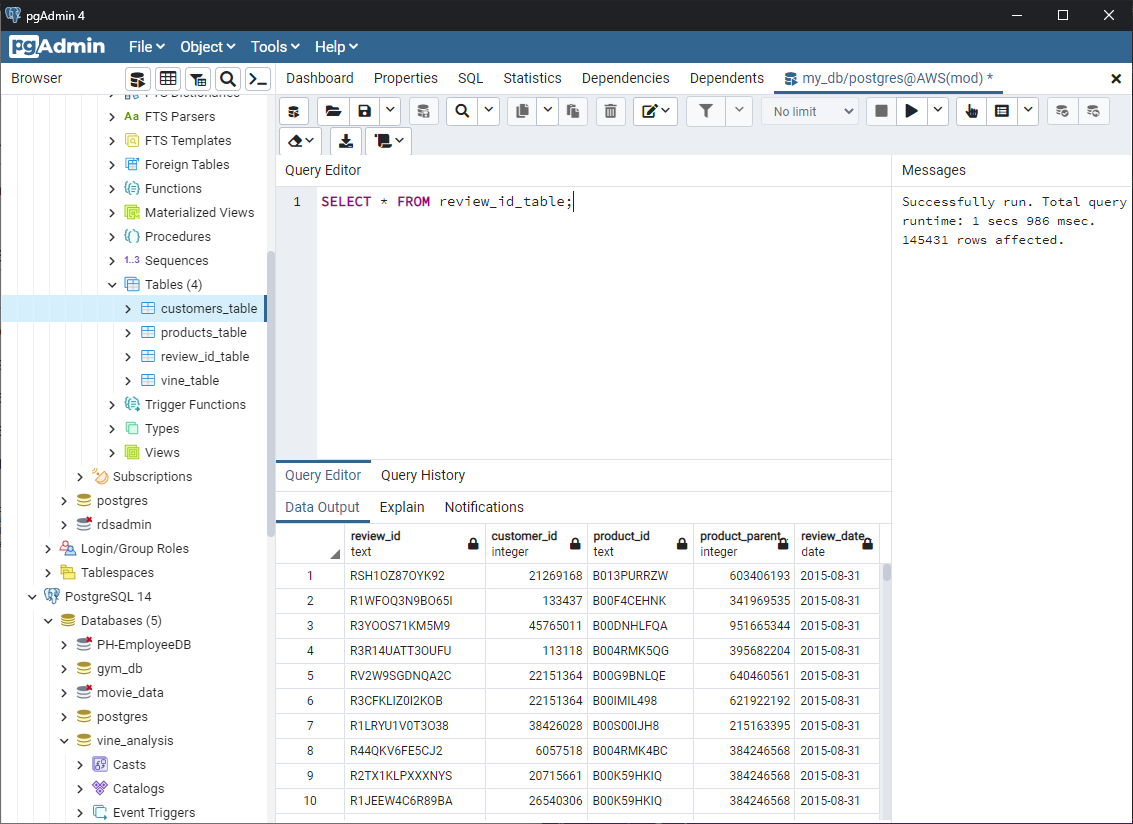 pgAdmin 4
pgAdmin File Object Tools Help
Browser
Dashboard Properties SQL Statistics Dependencies Dependents my_db/postgres@AWS(mod) *
No limit
FTS Dictionaries
Aa FTS Parsers
FTS Templates
Foreign Tables
Functions
Materialized Views
Procedures
1..3 Sequences
Tables (4)
customers_table
products_table
review_id_table
vine_table
Trigger Functions
Types
Views
Subscriptions
postgres
rdsadmin
Login/Group Roles
Tablespaces
PostgreSQL 14
Databases (5)
PH-EmployeeDB
gym_db
movie_data
postgres
vine_analysis
Casts
Catalogs
Event Triggers
Query Editor
1 SELECT * FROM review_id_table;
Messages
Successfully run. Total query
runtime: 1 secs 986 msec.
145431 rows affected.
Query Editor Query History
Data Output Explain Notifications
review_id customer_id product_id product_parent review_date
text integer text integer date
1 RSH1OZ87OYK92 21269168 B013PURRZW 603406193 2015-08-31
2 R1WFOQ3N9BO65I 133437 B00F4CEHNK 341969535 2015-08-31
3 R3YOOS71KM5M9 45765011 B00DNHLFQA 951665344 2015-08-31
4 R3R14UATT3OUFU 113118 B004RMK5QG 395682204 2015-08-31
5 RV2W9SGDNQA2C 22151364 B00G9BNLQE 640460561 2015-08-31
6 R3CFKLIZ0I2KOB 22151364 B00IMIL498 621922192 2015-08-31
7 R1LRYU1V0T3O38 38426028 B00S00IJH8 215163395 2015-08-31
8 R44QKV6FE5CJ2 6057518 B004RMK4BC 384246568 2015-08-31
9 R2TX1KLPXXXNYS 20715661 B00K59HKIQ 384246568 2015-08-31
10 R1JEEW4C6R89BA 26540306 B00K59HKIQ 384246568 2015-08-31